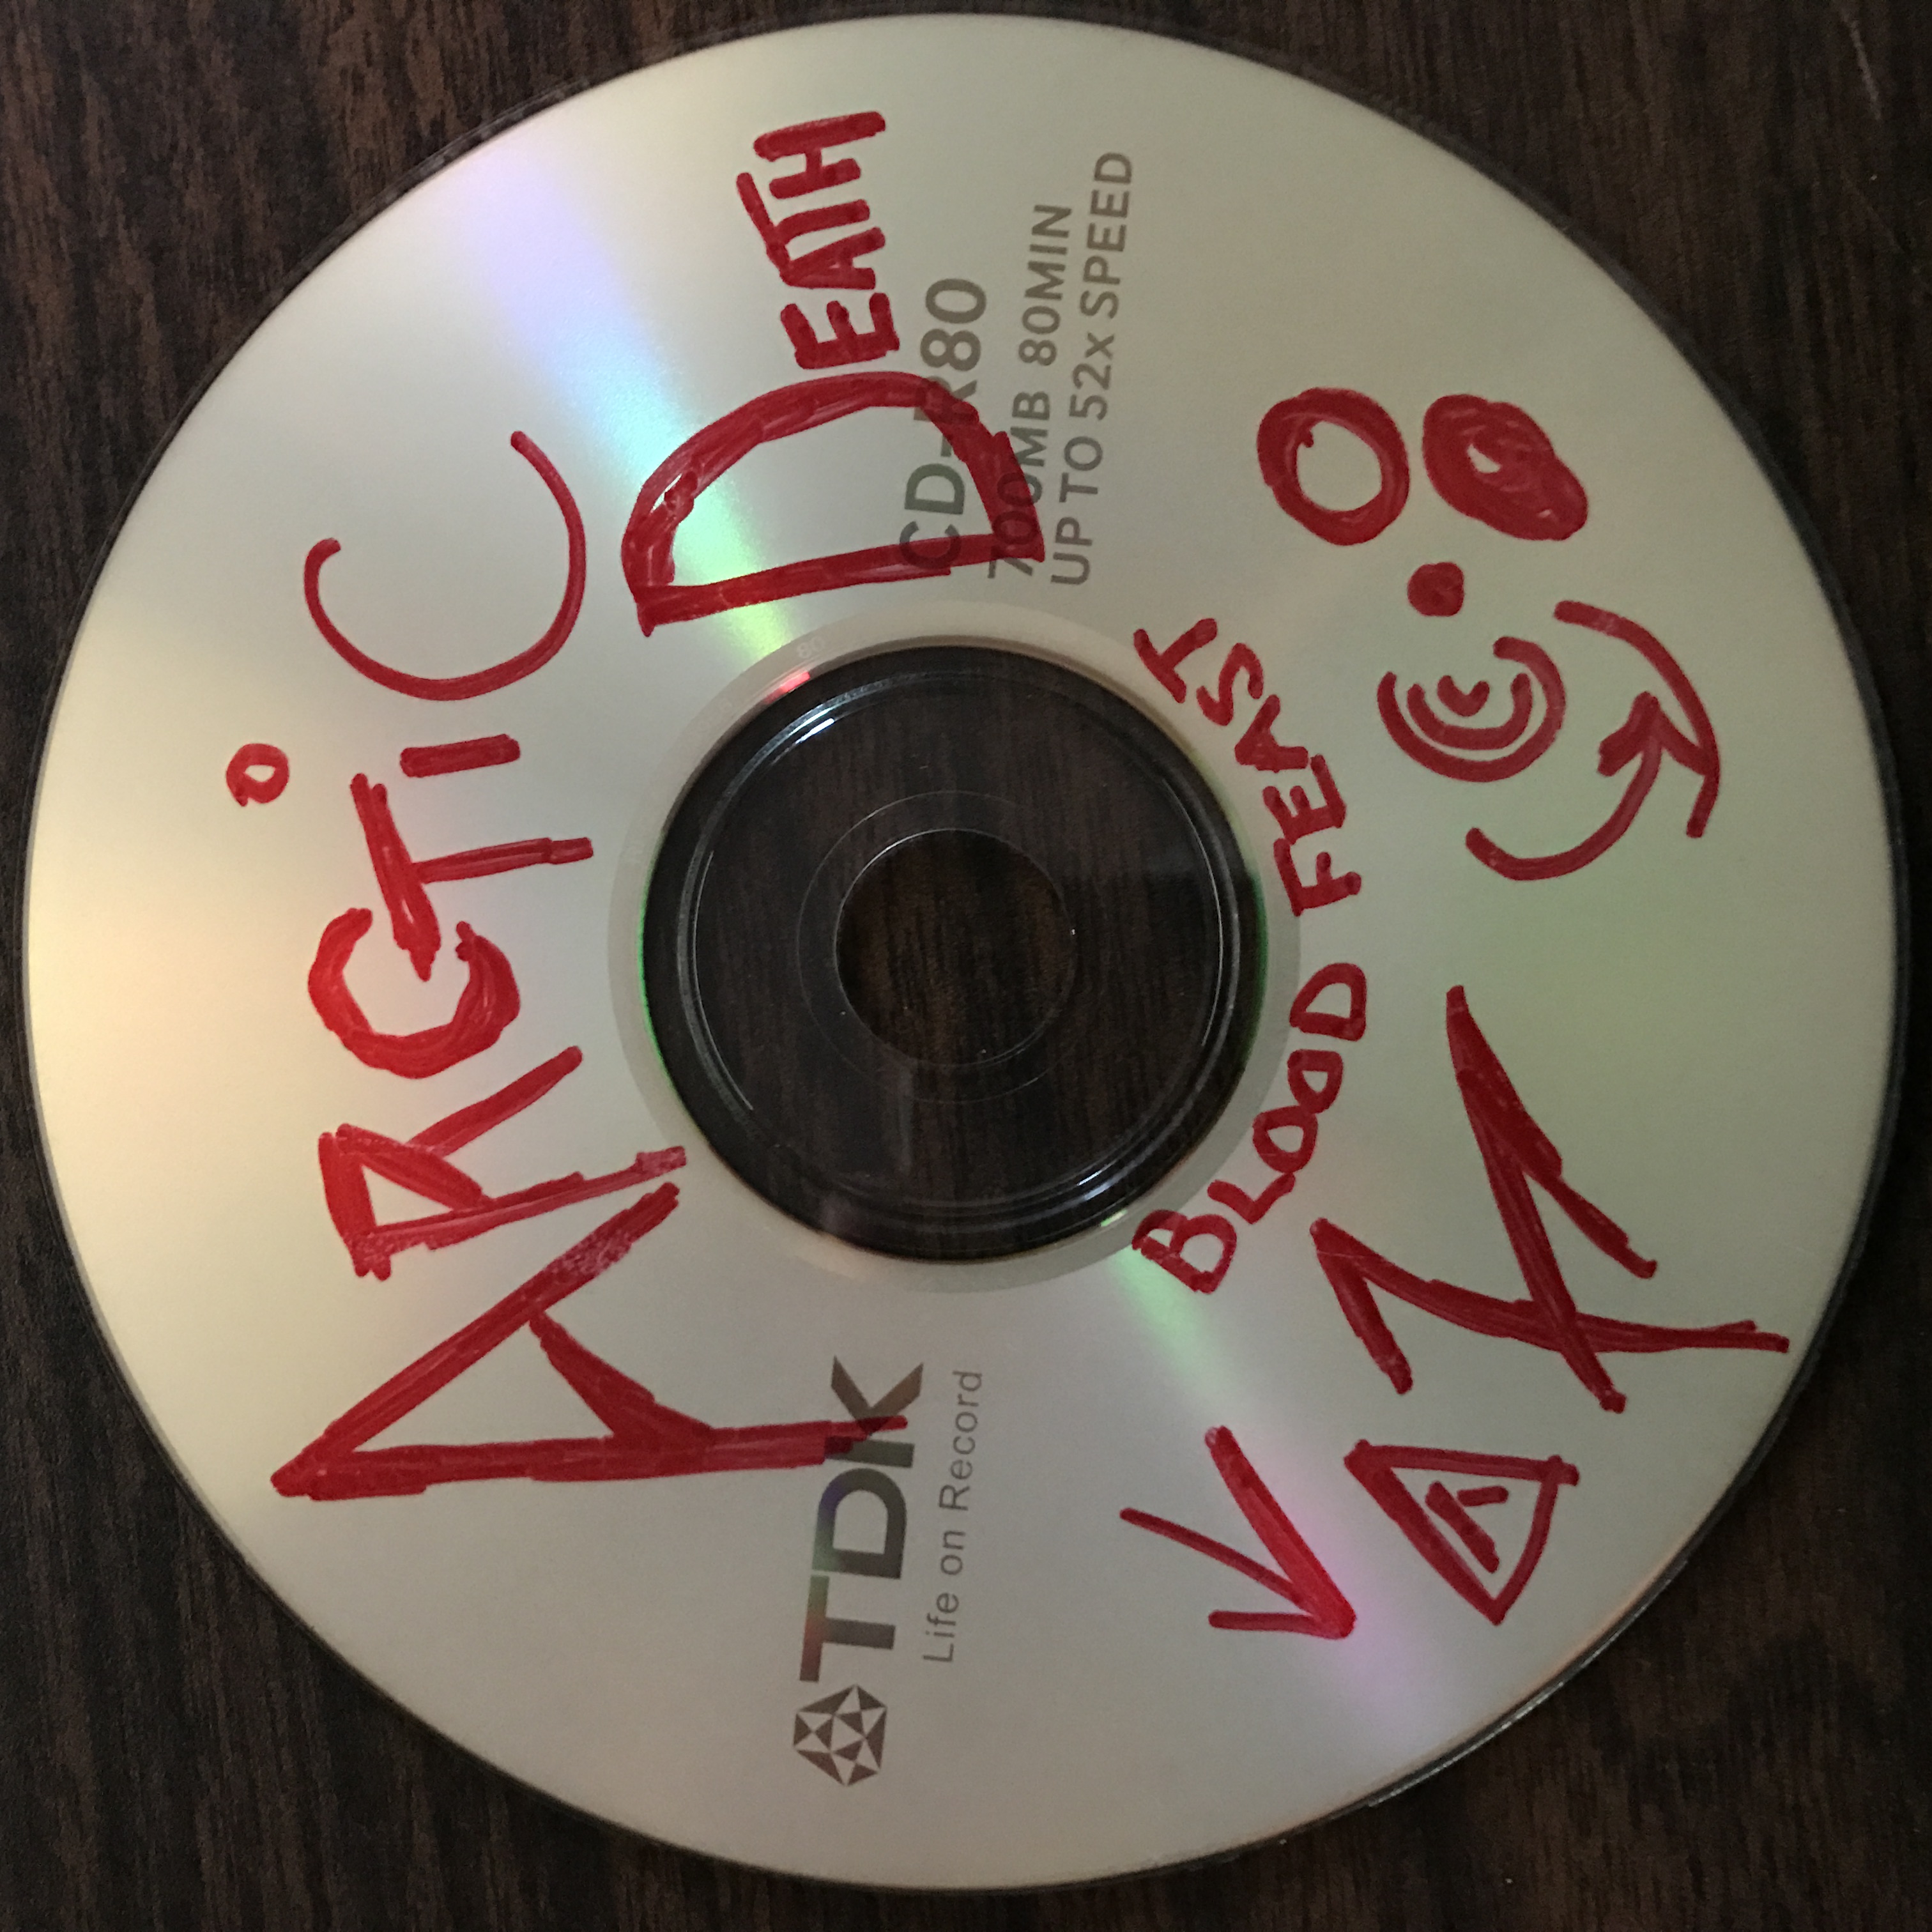 ARCTIC
DEATH
TDK
Life on Record
CD-R80
700MB 80MIN
UP TO 52x SPEED
BLOOD FEAST